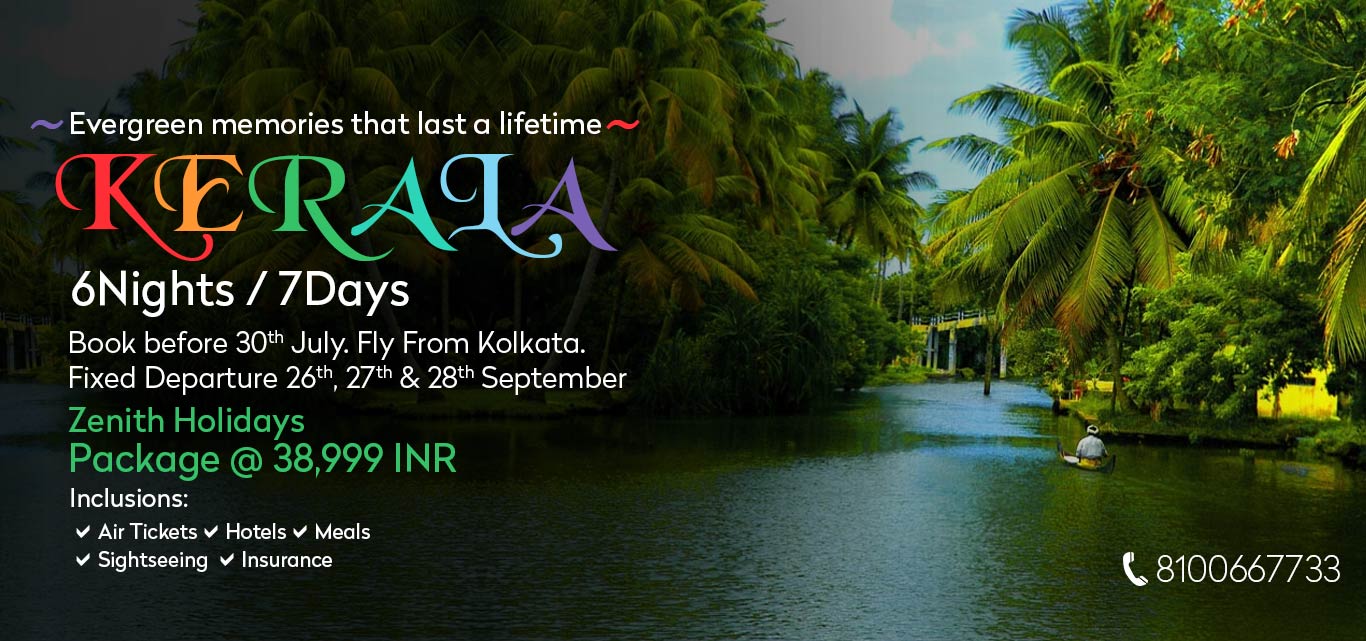 ~Evergreen memories that last a lifetime~
KERALA
6Nights / 7Days
Book before 30th July. Fly From Kolkata.
Fixed Departure 26th, 27th & 28th September
Zenith Holidays
Package @ 38,999 INR
Inclusions:
✓ Air Tickets ✓ Hotels ✓ Meals
✓ Sightseeing ✓ Insurance
8100667733